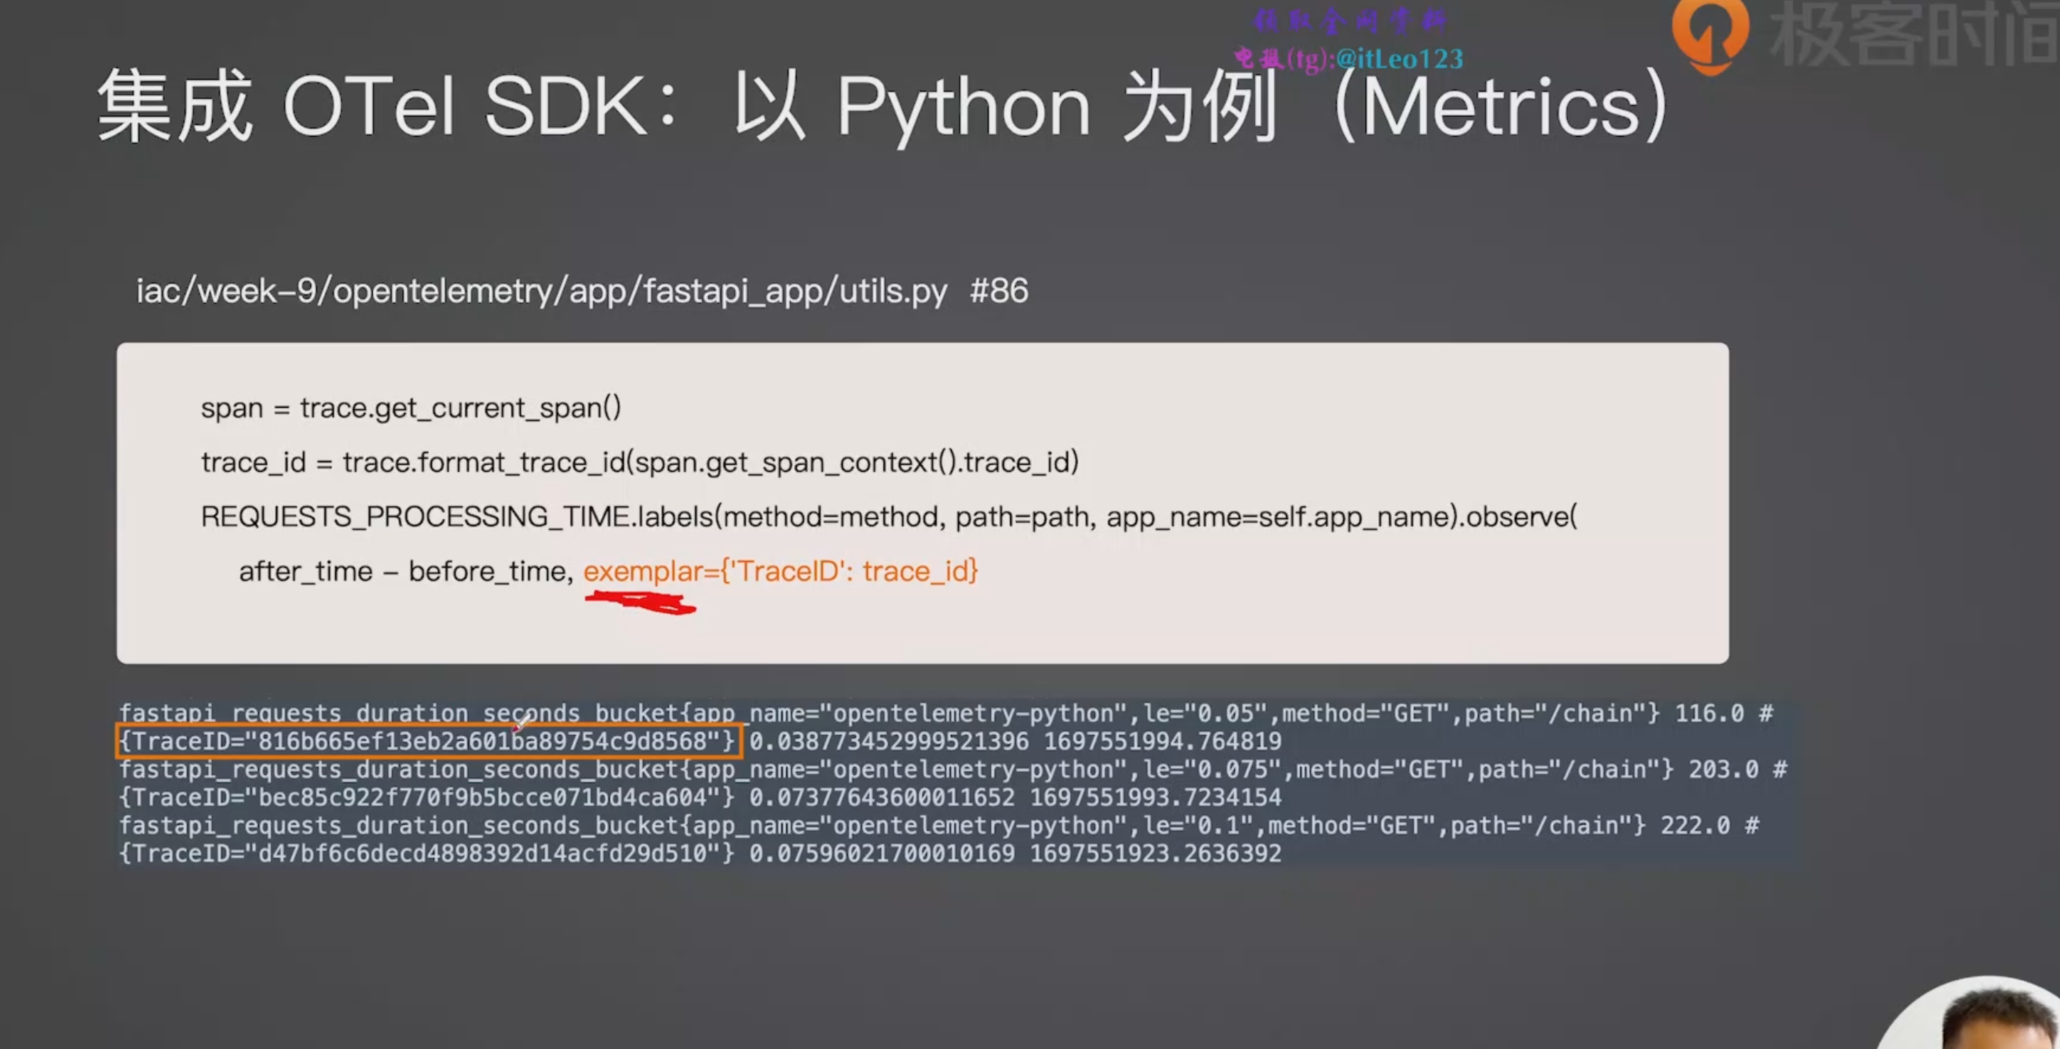 领取全间资料
电报(tg):@itLeo123
极客时间
集成 OTel SDK：以 Python 为例（Metrics）
iac/week-9/opentelemetry/app/fastapi_app/utils.py #86
span = trace.get_current_span()
trace_id = trace.format_trace_id(span.get_span_context().trace_id)
REQUESTS_PROCESSING_TIME.labels(method=method, path=path, app_name=self.app_name).observe(
after_time - before_time, exemplar={'TraceID': trace_id}
fastapi_requests_duration_seconds_bucket{app_name="opentelemetry-python",le="0.05",method="GET",path="/chain"} 116.0 #
{TraceID="816b665ef13eb2a601ba89754c9d8568"} 0.038773452999521396 1697551994.764819
fastapi_requests_duration_seconds_bucket{app_name="opentelemetry-python",le="0.075",method="GET",path="/chain"} 203.0 #
{TraceID="bec85c922f770f9b5bcce071bd4ca604"} 0.07377643600011652 1697551993.7234154
fastapi_requests_duration_seconds_bucket{app_name="opentelemetry-python",le="0.1",method="GET",path="/chain"} 222.0 #
{TraceID="d47bf6c6decd4898392d14acfd29d510"} 0.07596021700010169 1697551923.2636392